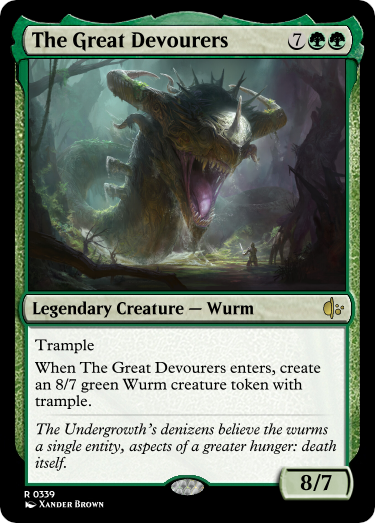 The Great Devourers 7
Legendary Creature — Wurm
Trample
When The Great Devourers enters, create
an 8/7 green Wurm creature token with
trample.
The Undergrowth's denizens believe the wurms
a single entity, aspects of a greater hunger: death
itself.
8/7
R 0339
Xander Brown